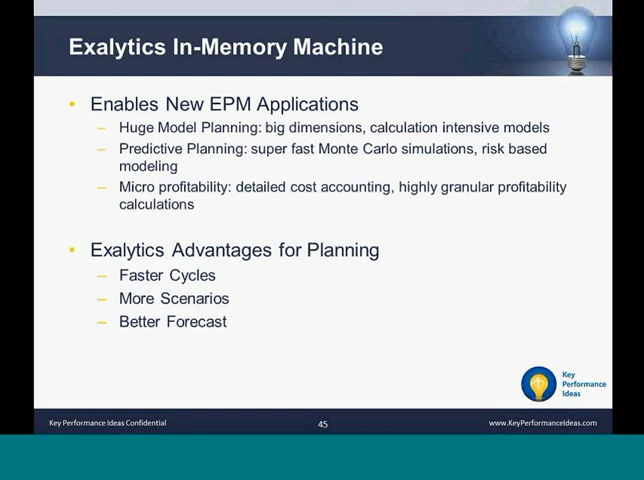 Exalytics In-Memory Machine
• Enables New EPM Applications
– Huge Model Planning: big dimensions, calculation intensive models
– Predictive Planning: super fast Monte Carlo simulations, risk based
modeling
– Micro profitability: detailed cost accounting, highly granular profitability
calculations
• Exalytics Advantages for Planning
– Faster Cycles
– More Scenarios
– Better Forecast
Key
Performance
Ideas
Key Performance Ideas Confidential
45
www.KeyPerformanceIdeas.com